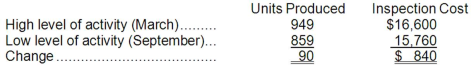 Units Produced Inspection Cost
High level of activity (March)......... 949 $16,600
Low level of activity (September)... 859 15,760
Change ....................................... 90 $ 840